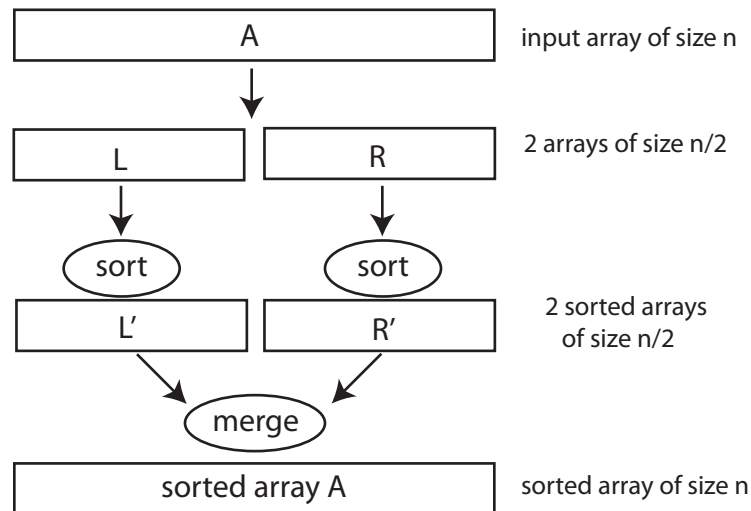 A
input array of size n
L
R
2 arrays of size n/2
sort
sort
L’
R’
2 sorted arrays
of size n/2
merge
sorted array A
sorted array of size n